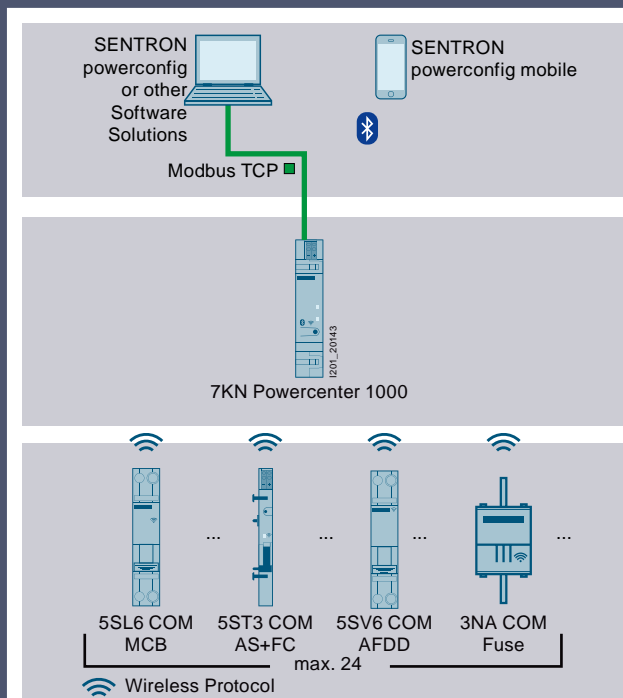 SENTRON
powerconfig
or other
Software
Solutions
SENTRON
powerconfig mobile
Modbus TCP
I201_20143
7KN Powercenter 1000
... ... ... ...
5SL6 COM
MCB
5ST3 COM
AS+FC
5SV6 COM
AFDD
3NA COM
Fuse
max. 24
Wireless Protocol